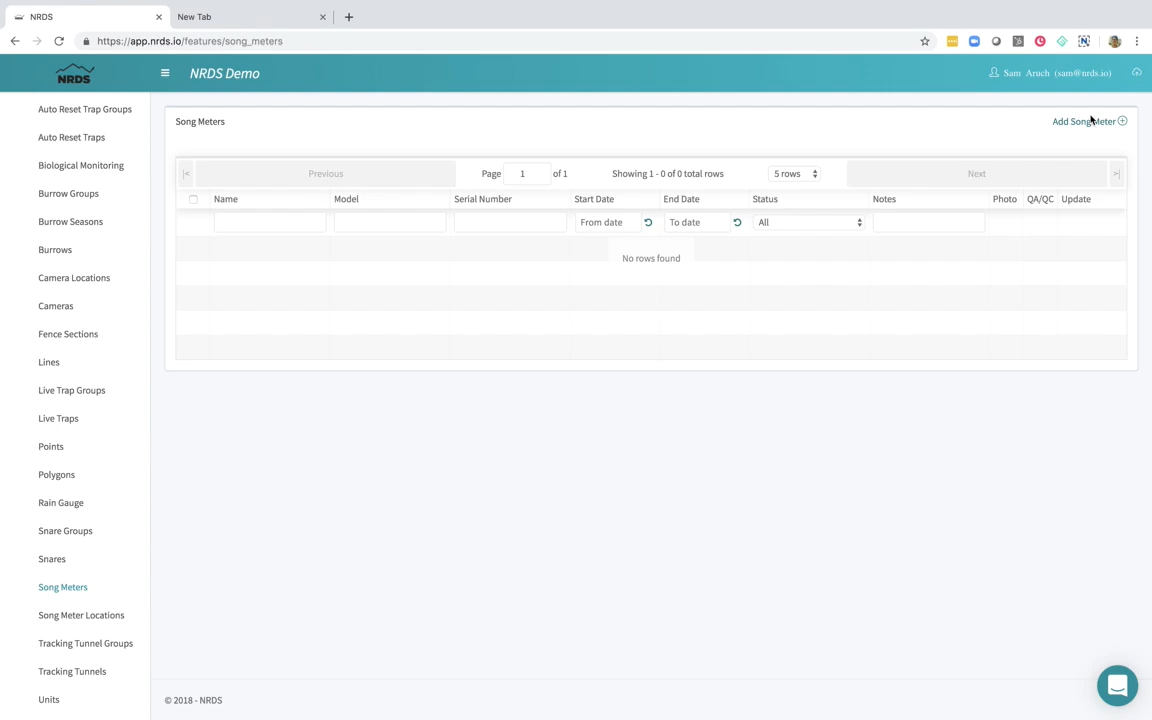 NRDS
New Tab
https://app.nrds.io/features/song_meters
NRDS
NRDS Demo
Sam Aruch (sam@nrds.io)
Auto Reset Trap Groups
Auto Reset Traps
Biological Monitoring
Burrow Groups
Burrow Seasons
Burrows
Camera Locations
Cameras
Fence Sections
Lines
Live Trap Groups
Live Traps
Points
Polygons
Rain Gauge
Snare Groups
Snares
Song Meters
Song Meter Locations
Tracking Tunnel Groups
Tracking Tunnels
Units
Song Meters
Add Song Meter
|< Previous Page 1 of 1 Showing 1 - 0 of 0 total rows 5 rows Next >|
Name Model Serial Number Start Date End Date Status Notes Photo QA/QC Update
From date To date All
No rows found
© 2018 - NRDS